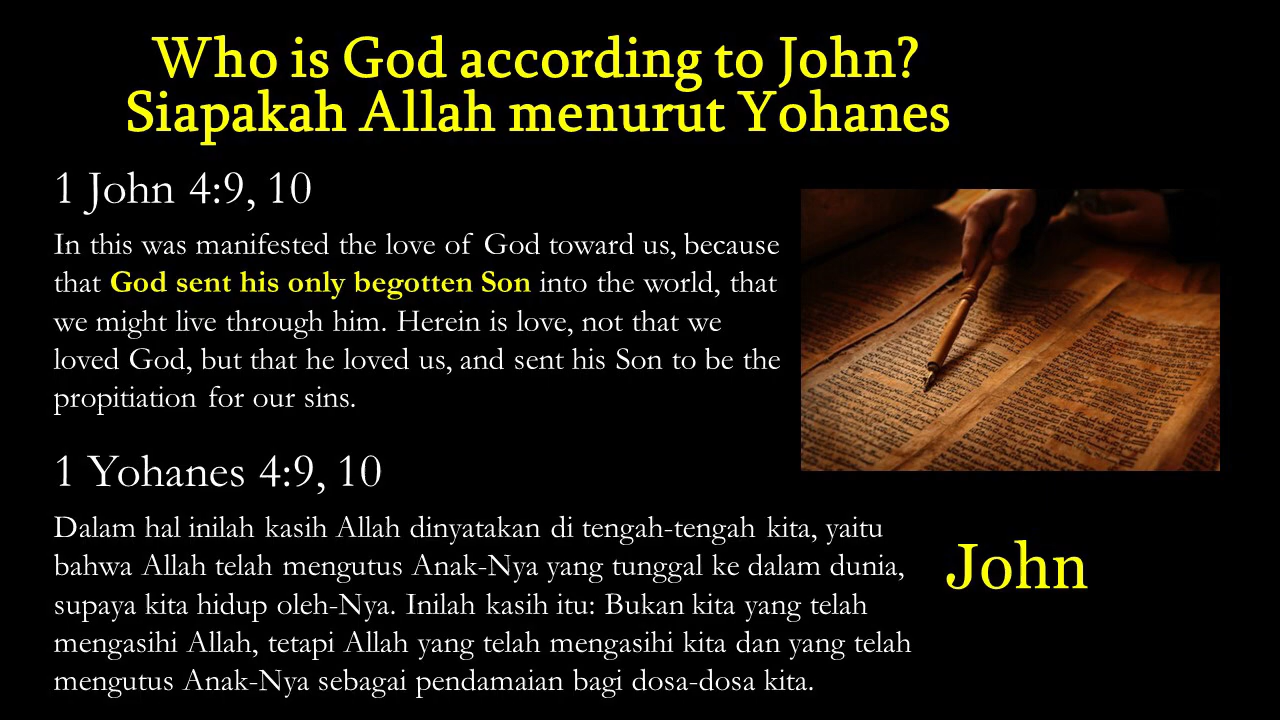 Who is God according to John?
Siapakah Allah menurut Yohanes
1 John 4:9, 10
In this was manifested the love of God toward us, because
that God sent his only begotten Son into the world, that
we might live through him. Herein is love, not that we
loved God, but that he loved us, and sent his Son to be the
propitiation for our sins.
1 Yohanes 4:9, 10
Dalam hal inilah kasih Allah dinyatakan di tengah-tengah kita, yaitu
bahwa Allah telah mengutus Anak-Nya yang tunggal ke dalam dunia,
supaya kita hidup oleh-Nya. Inilah kasih itu: Bukan kita yang telah
mengasihi Allah, tetapi Allah yang telah mengasihi kita dan yang telah
mengutus Anak-Nya sebagai pendamaian bagi dosa-dosa kita.
John